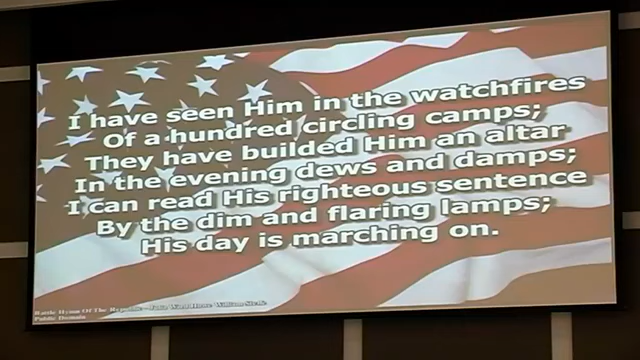 I have seen Him in the watchfires
Of a hundred circling camps;
They have builded Him an altar
In the evening dews and damps;
I can read His righteous sentence
By the dim and flaring lamps;
His day is marching on.
Battle Hymn Of The Republic - Julia Ward Howe William Steffe
Public Domain